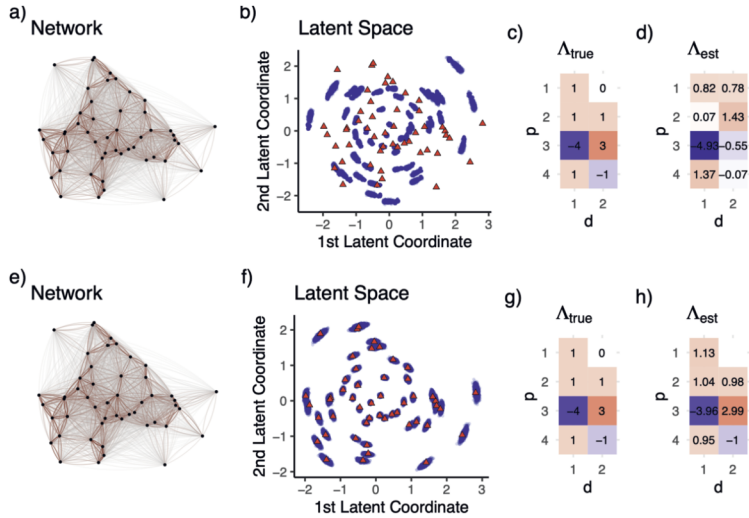 a)
Network
b)
Latent Space
2nd Latent Coordinate
2
1
0
−1
−2
−2
−1
0
1
2
3
1st Latent Coordinate
c)
Λtrue
p
1 1 0
2 1 1
3 −4 3
4 1 −1
1 2
d
d)
Λest
p
1 0.82 0.78
2 0.07 1.43
3 −4.93 −0.55
4 1.37 −0.07
1 2
d
e)
Network
f)
Latent Space
2nd Latent Coordinate
2
1
0
−1
−2
−2
−1
0
1
2
3
1st Latent Coordinate
g)
Λtrue
p
1 1 0
2 1 1
3 −4 3
4 1 −1
1 2
d
h)
Λest
p
1 1.13
2 1.04 0.98
3 −3.96 2.99
4 0.95 −1
1 2
d